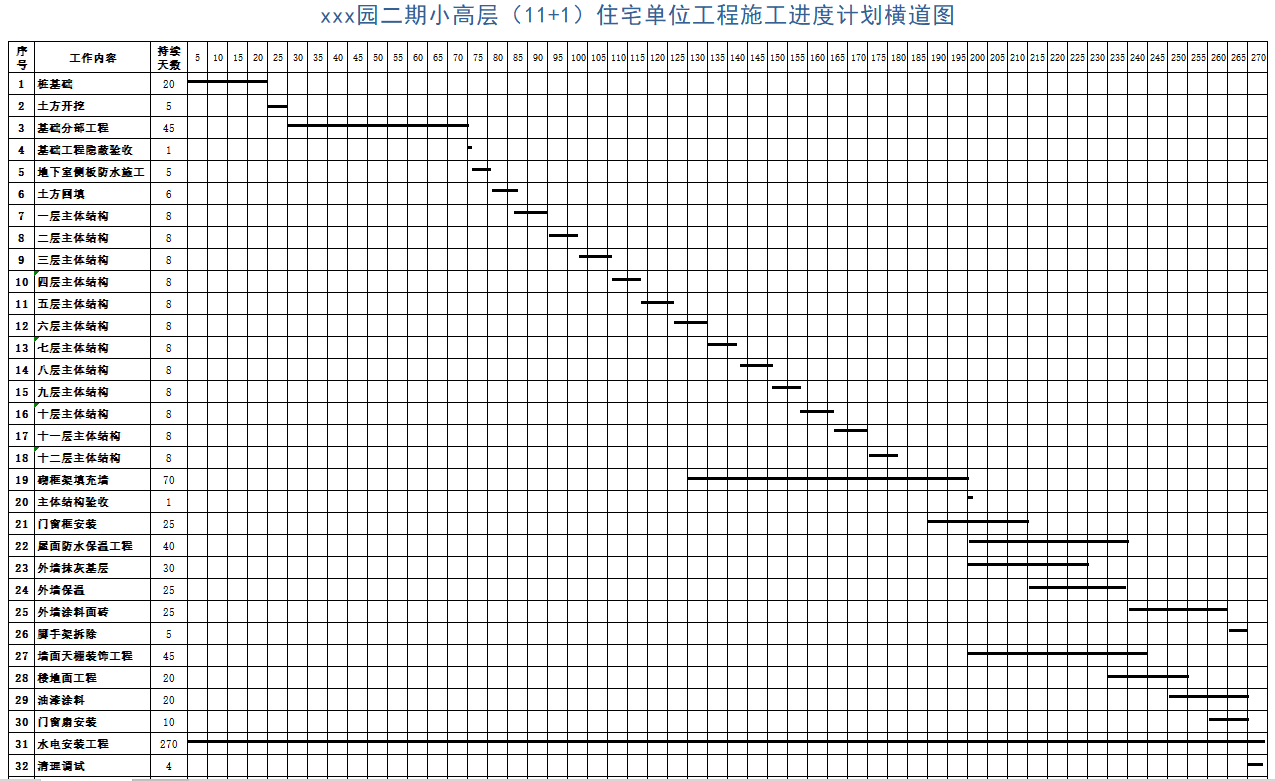 xxx园二期小高层（11+1）住宅单位工程施工进度计划横道图
序号 工作内容 持续天数 5 10 15 20 25 30 35 40 45 50 55 60 65 70 75 80 85 90 95 100 105 110 115 120 125 130 135 140 145 150 155 160 165 170 175 180 185 190 195 200 205 210 215 220 225 230 235 240 245 250 255 260 265 270
1 桩基础 20
2 土方开挖 5
3 基础分部工程 45
4 基础工程隐蔽验收 1
5 地下室侧板防水施工 5
6 土方回填 6
7 一层主体结构 8
8 二层主体结构 8
9 三层主体结构 8
10 四层主体结构 8
11 五层主体结构 8
12 六层主体结构 8
13 七层主体结构 8
14 八层主体结构 8
15 九层主体结构 8
16 十层主体结构 8
17 十一层主体结构 8
18 十二层主体结构 8
19 砌框架填充墙 70
20 主体结构验收 1
21 门窗框安装 25
22 屋面防水保温工程 40
23 外墙抹灰基层 30
24 外墙保温 25
25 外墙涂料面砖 25
26 脚手架拆除 5
27 墙面天棚装饰工程 45
28 楼地面工程 20
29 油漆涂料 20
30 门窗扇安装 10
31 水电安装工程 270
32 清理调试 4